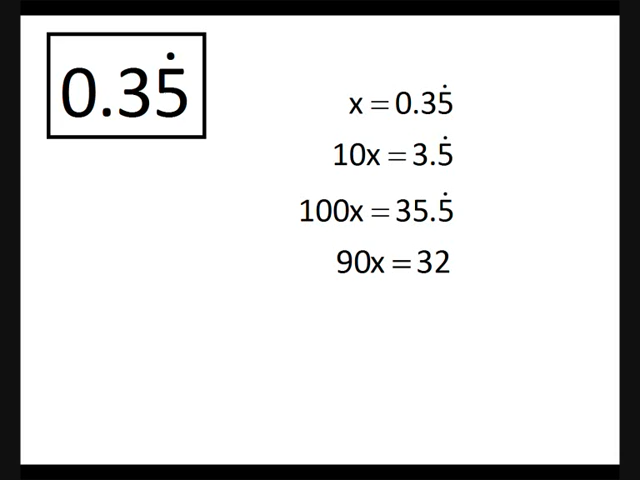 0.35̇
x = 0.35̇
10x = 3.5̇
100x = 35.5̇
90x = 32